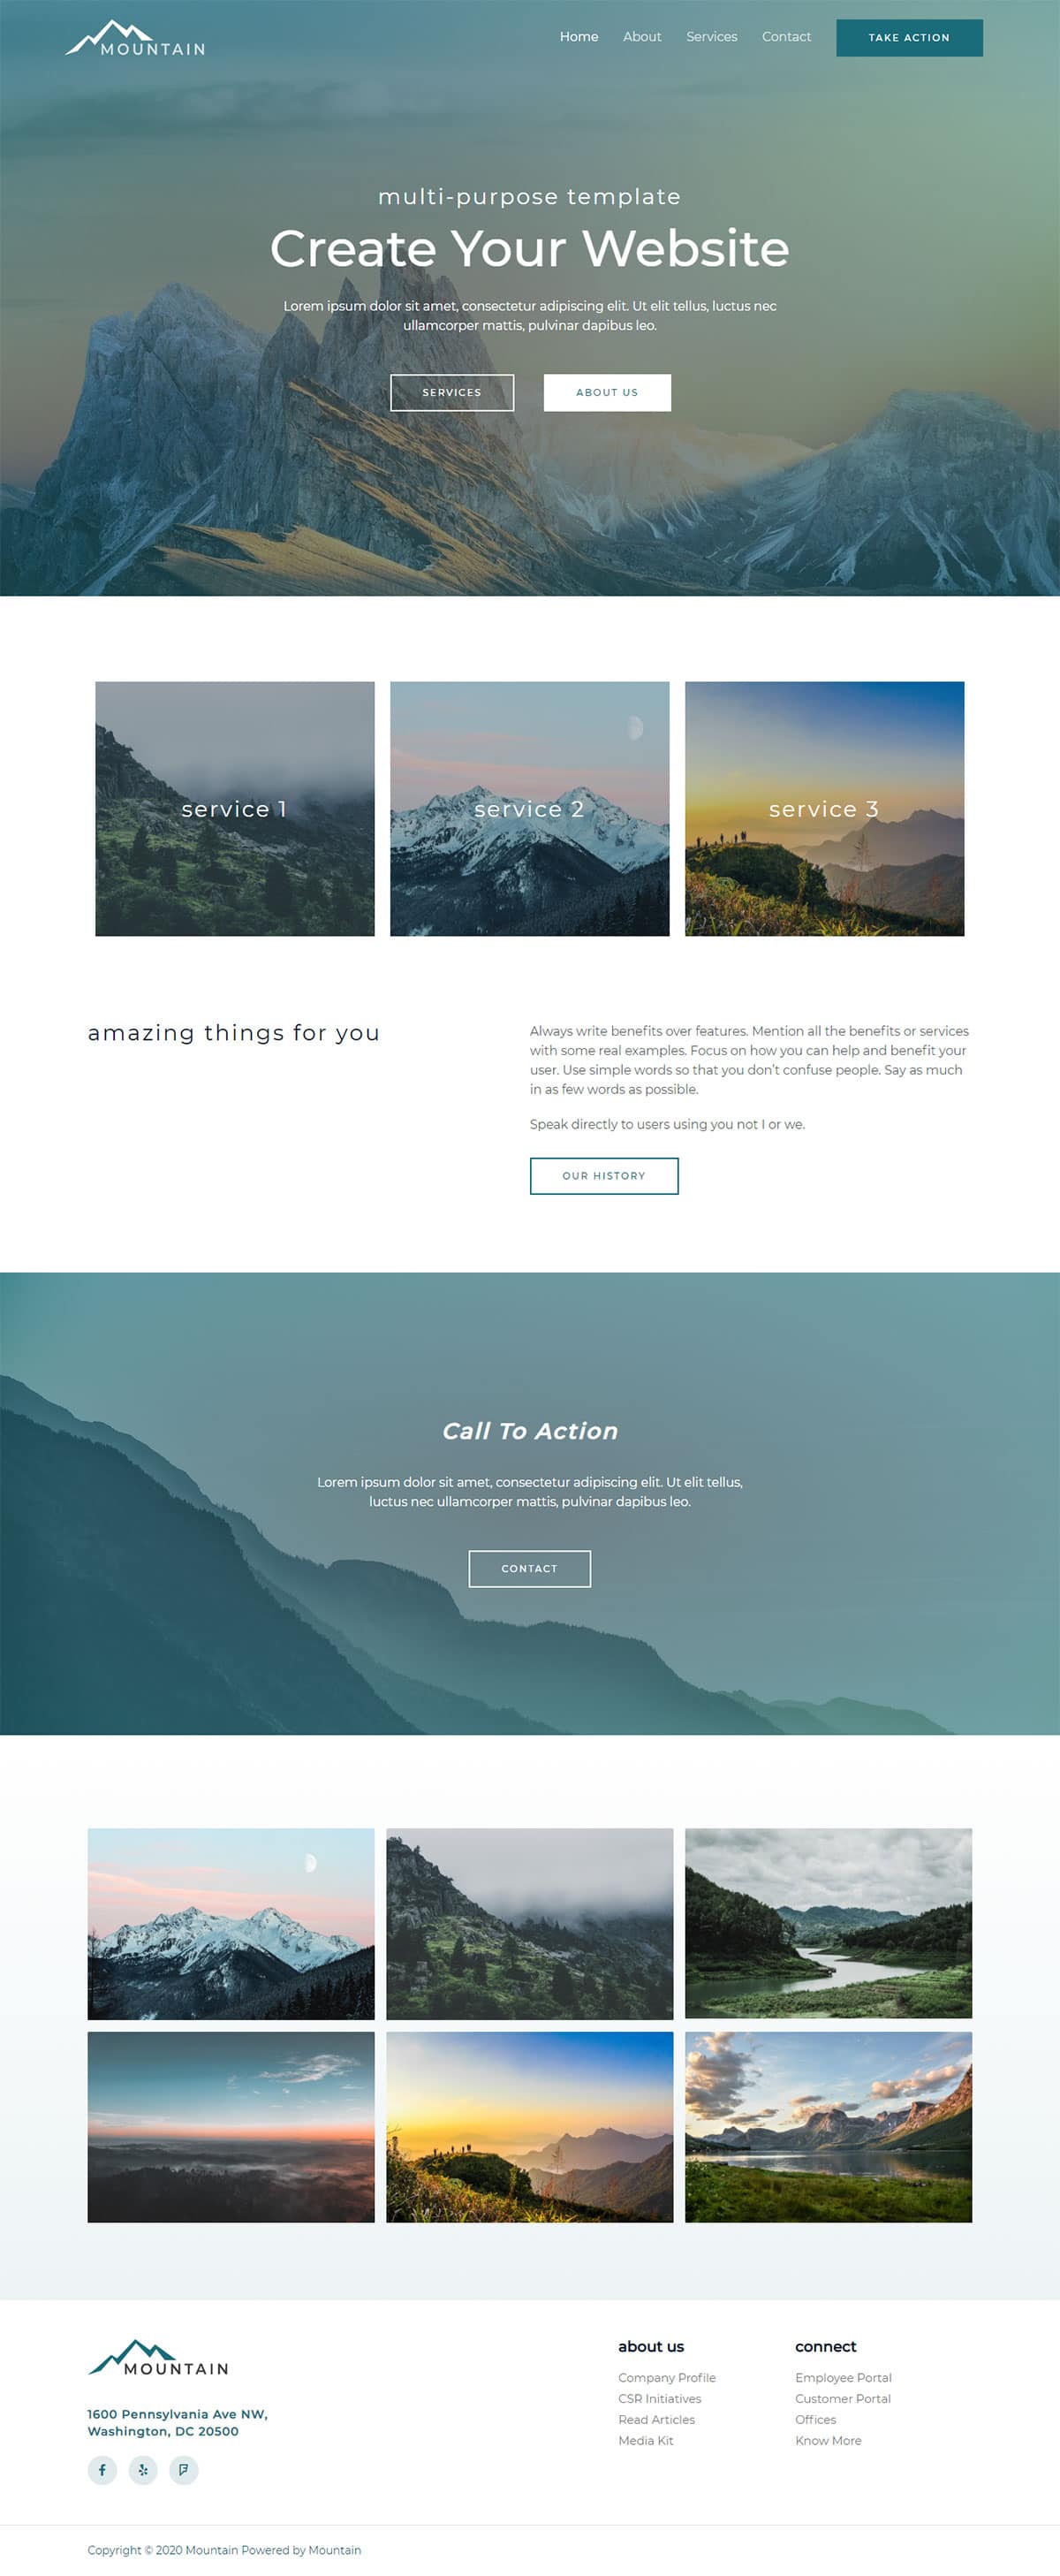 MOUNTAIN
Home About Services Contact TAKE ACTION
multi-purpose template
Create Your Website
Lorem ipsum dolor sit amet, consectetur adipiscing elit. Ut elit tellus, luctus nec
ullamcorper mattis, pulvinar dapibus leo.
SERVICES ABOUT US
service 1 service 2 service 3
amazing things for you
Always write benefits over features. Mention all the benefits or services
with some real examples. Focus on how you can help and benefit your
user. Use simple words so that you don't confuse people. Say as much
in as few words as possible.
Speak directly to users using you not I or we.
OUR HISTORY
Call To Action
Lorem ipsum dolor sit amet, consectetur adipiscing elit. Ut elit tellus,
luctus nec ullamcorper mattis, pulvinar dapibus leo.
CONTACT
MOUNTAIN
1600 Pennsylvania Ave NW,
Washington, DC 20500
about us
Company Profile
CSR Initiatives
Read Articles
Media Kit
connect
Employee Portal
Customer Portal
Offices
Know More
Copyright © 2020 Mountain Powered by Mountain